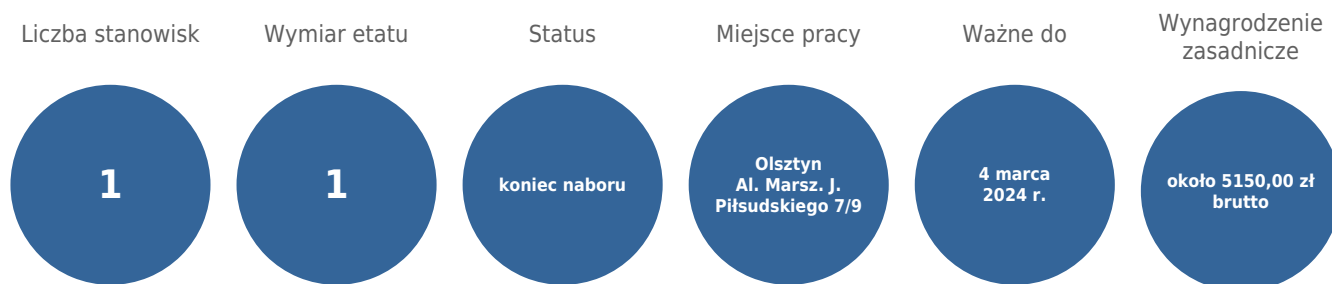 Liczba stanowisk
1
Wymiar etatu
1
Status
koniec naboru
Miejsce pracy
Olsztyn
Al. Marsz. J.
Piłsudskiego 7/9
Ważne do
4 marca
2024 r.
Wynagrodzenie
zasadnicze
około 5150,00 zł
brutto